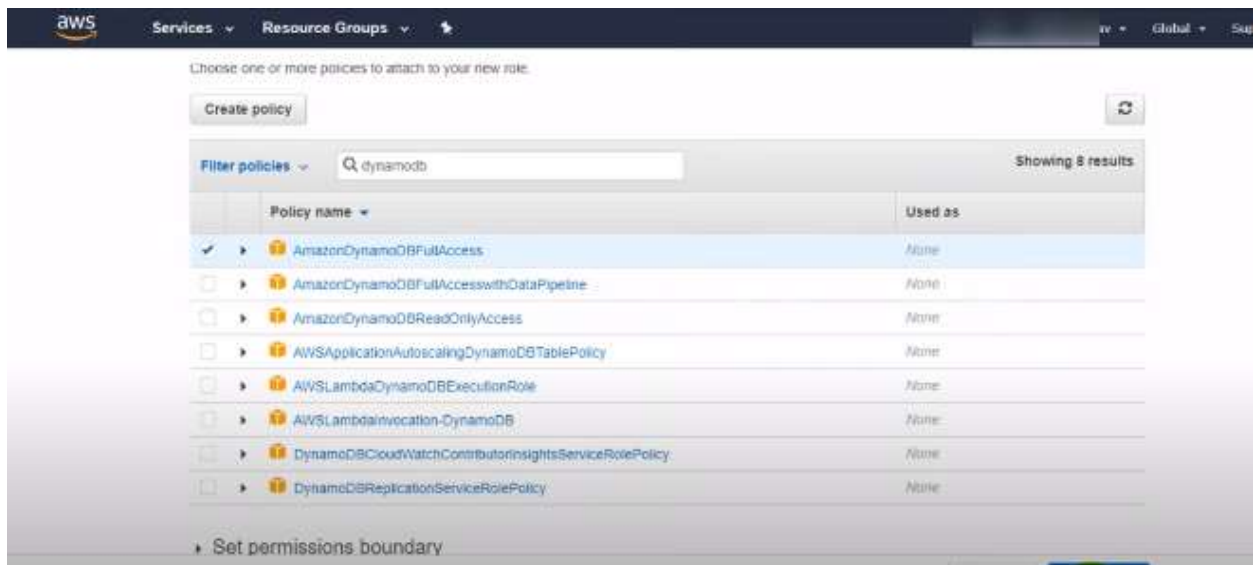 aws Services Resource Groups Global
Choose one or more policies to attach to your new role.
Create policy
Filter policies dynamodb Showing 8 results
Policy name Used as
AmazonDynamoDBFullAccess None
AmazonDynamoDBFullAccesswithDataPipeline None
AmazonDynamoDBReadOnlyAccess None
AWSApplicationAutoscalingDynamoDBTablePolicy None
AWSLambdaDynamoDBExecutionRole None
AWSLambdaInvocation-DynamoDB None
DynamoDBCloudWatchContributorInsightsServiceRolePolicy None
DynamoDBReplicationServiceRolePolicy None
Set permissions boundary